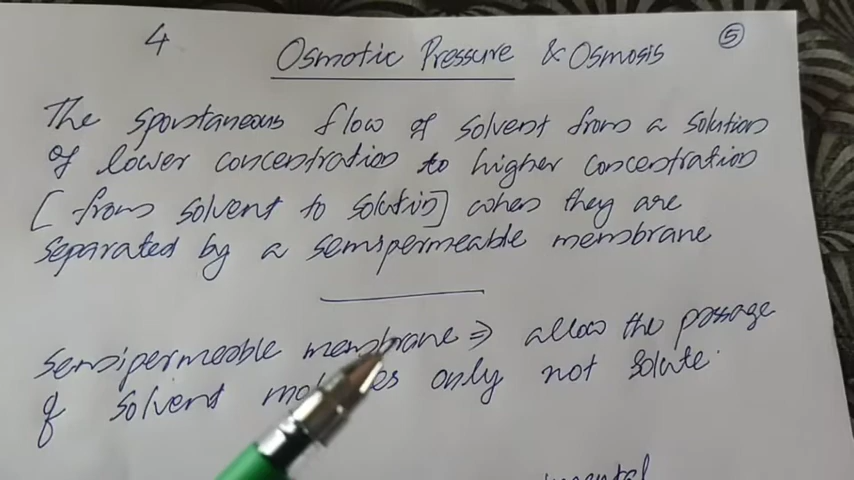 4 Osmotic Pressure & Osmosis 5
The spontaneous flow of solvent from a solution
of lower concentration to higher concentration
[from solvent to solution] when they are
separated by a semipermeable membrane
semipermeable membrane ⇒ allow the passage
of solvent only not solute.